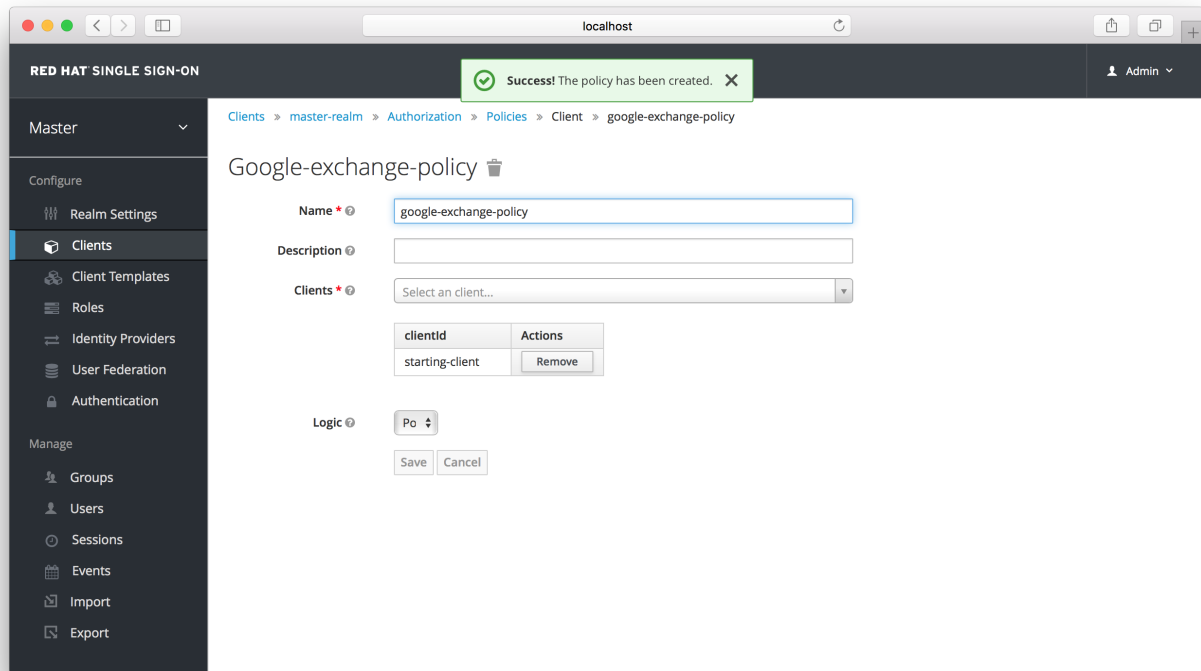 localhost
RED HAT SINGLE SIGN-ON
Success! The policy has been created.
Admin
Master
Clients » master-realm » Authorization » Policies » Client » google-exchange-policy
Google-exchange-policy
Configure
Realm Settings
Clients
Client Templates
Roles
Identity Providers
User Federation
Authentication
Manage
Groups
Users
Sessions
Events
Import
Export
Name *
google-exchange-policy
Description
Clients *
Select an client...
clientId Actions
starting-client Remove
Logic
Po
Save Cancel